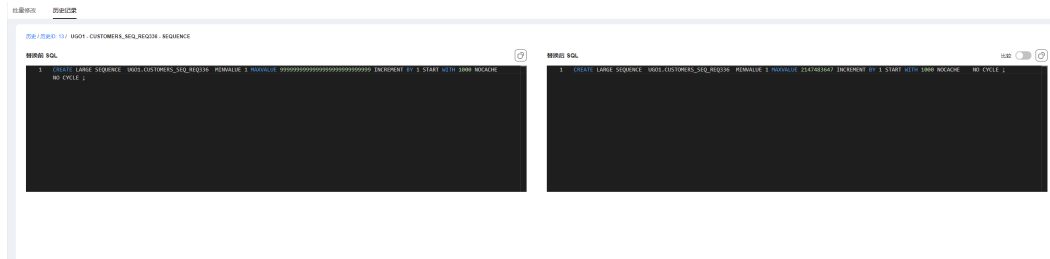 批量修改 历史记录
历史 / 历史ID: 13 / UGO1 - CUSTOMERS_SEQ_REQ336 - SEQUENCE
替换前 SQL
1 CREATE LARGE SEQUENCE UGO1.CUSTOMERS_SEQ_REQ336 MINVALUE 1 MAXVALUE 9999999999999999999999999999 INCREMENT BY 1 START WITH 1000 NOCACHE
NO CYCLE ;
替换后 SQL 比较
1 CREATE LARGE SEQUENCE UGO1.CUSTOMERS_SEQ_REQ336 MINVALUE 1 MAXVALUE 2147483647 INCREMENT BY 1 START WITH 1000 NOCACHE NO CYCLE ;